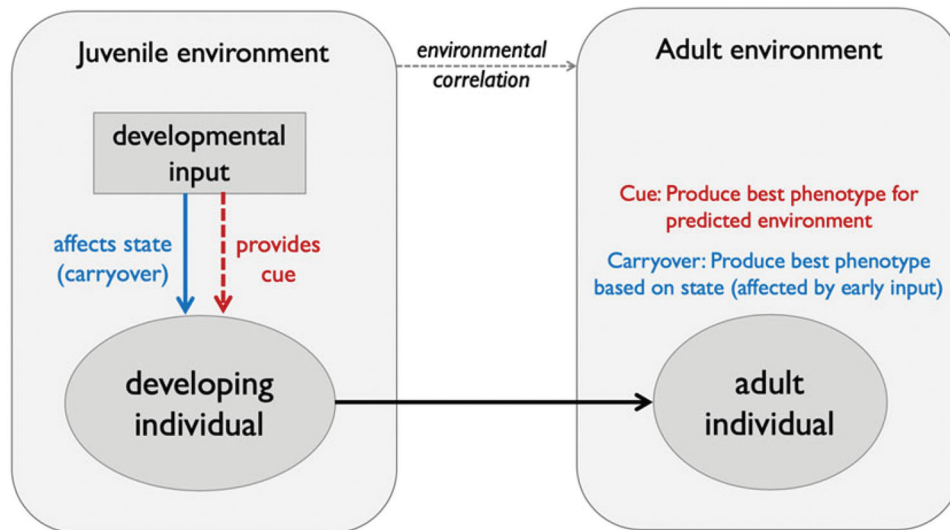 Juvenile environment
environmental
correlation
Adult environment
developmental
input
affects state
(carryover)
provides
cue
developing
individual
Cue: Produce best phenotype for
predicted environment
Carryover: Produce best phenotype
based on state (affected by early input)
adult
individual